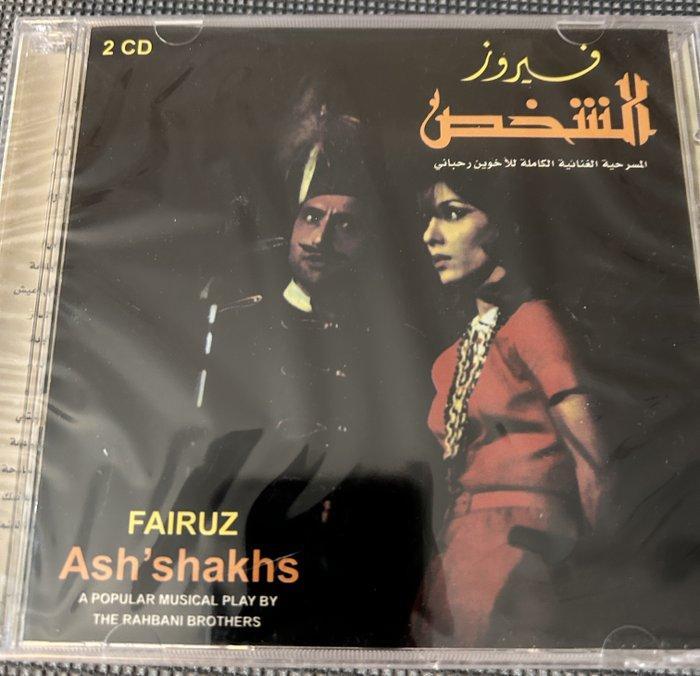 2 CD
فيروز
الشخص
المسرحية الغنائية الكاملة للأخوين رحباني
FAIRUZ
Ash'shakhs
A POPULAR MUSICAL PLAY BY
THE RAHBANI BROTHERS